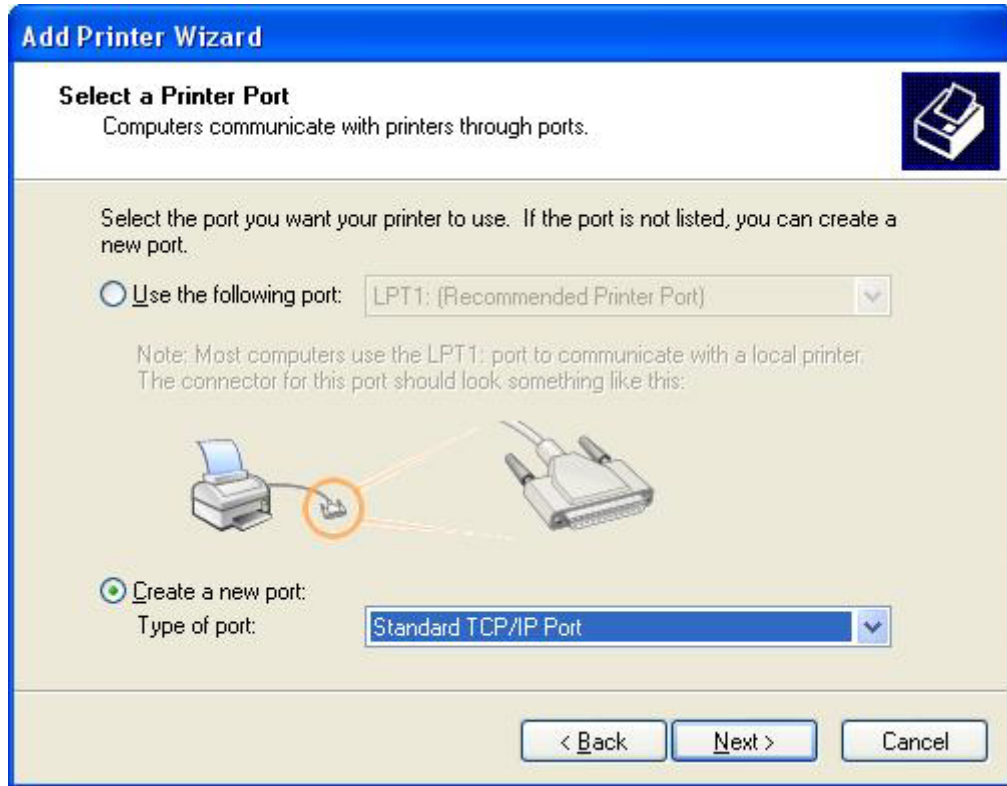 Add Printer Wizard
Select a Printer Port
Computers communicate with printers through ports.
Select the port you want your printer to use.  If the port is not listed, you can create a
new port.
Use the following port:
LPT1: (Recommended Printer Port)
Note: Most computers use the LPT1: port to communicate with a local printer.
The connector for this port should look something like this:
Create a new port:
Type of port:
Standard TCP/IP Port
< Back
Next >
Cancel